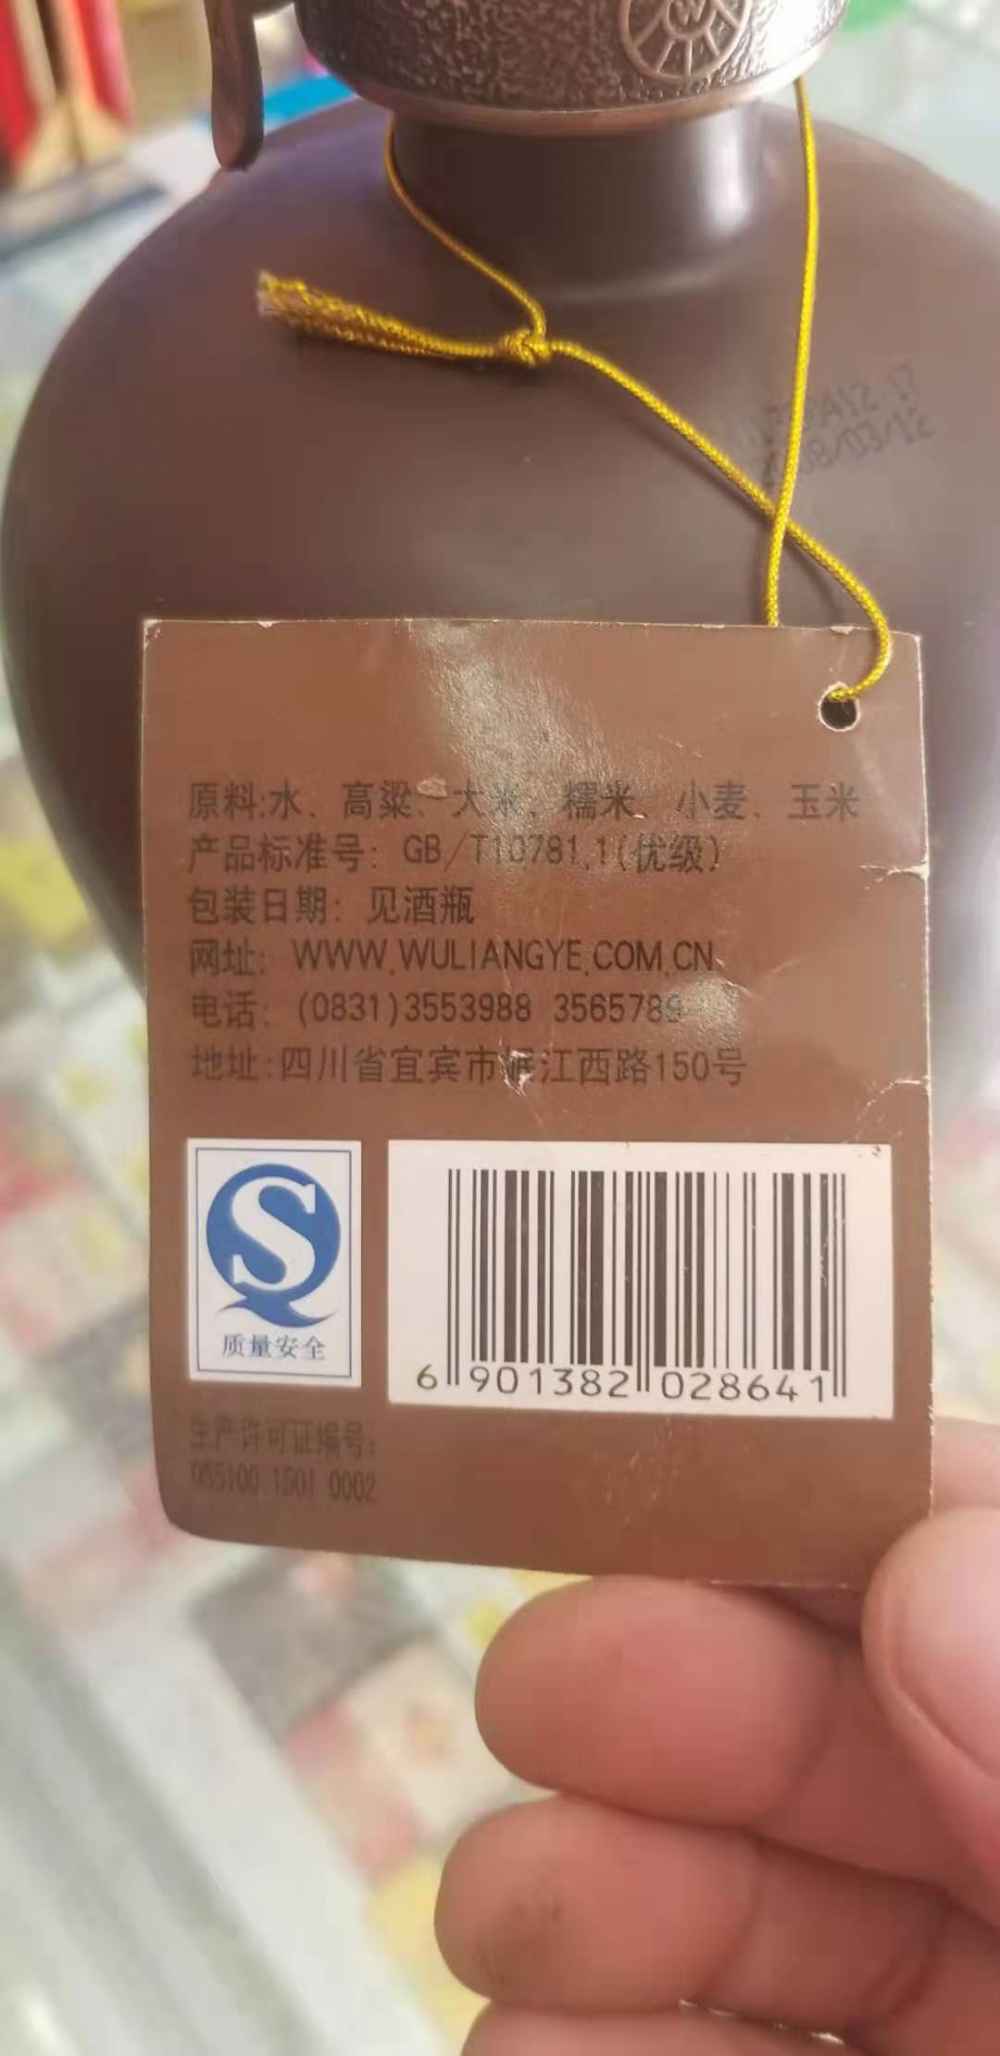 原料:水、高粱、大米、糯米、小麦、玉米
产品标准号：GB/T10781.1(优级)
包装日期：见酒瓶
网址：WWW.WULIANGYE.COM.CN
电话：(0831)3553988 3565789
地址:四川省宜宾市岷江西路150号
质量安全
6 901382 028641
生产许可证编号:
QS5100 1501 0002